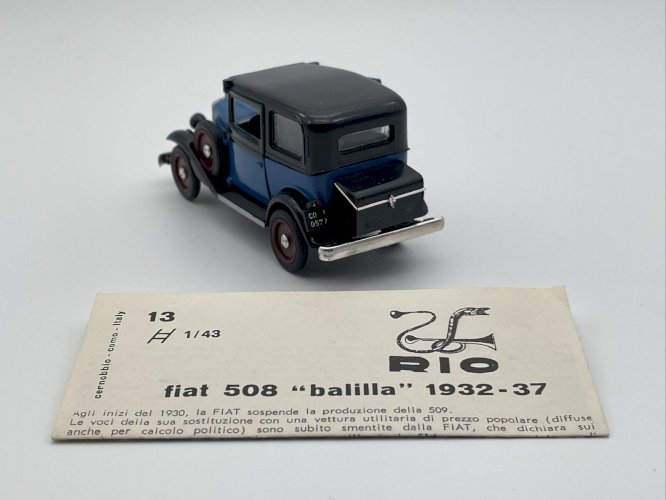 CO
057
13
1/43
cernobbio - como - italy
RIO
fiat 508 "balilla" 1932-37
Agli inizi del 1930, la FIAT sospende la produzione della 509.
Le voci della sua sostituzione con una vettura utilitaria di prezzo popolare (diffuse
anche per calcolo politico) sono subito smentite dalla FIAT, che dichiara sui